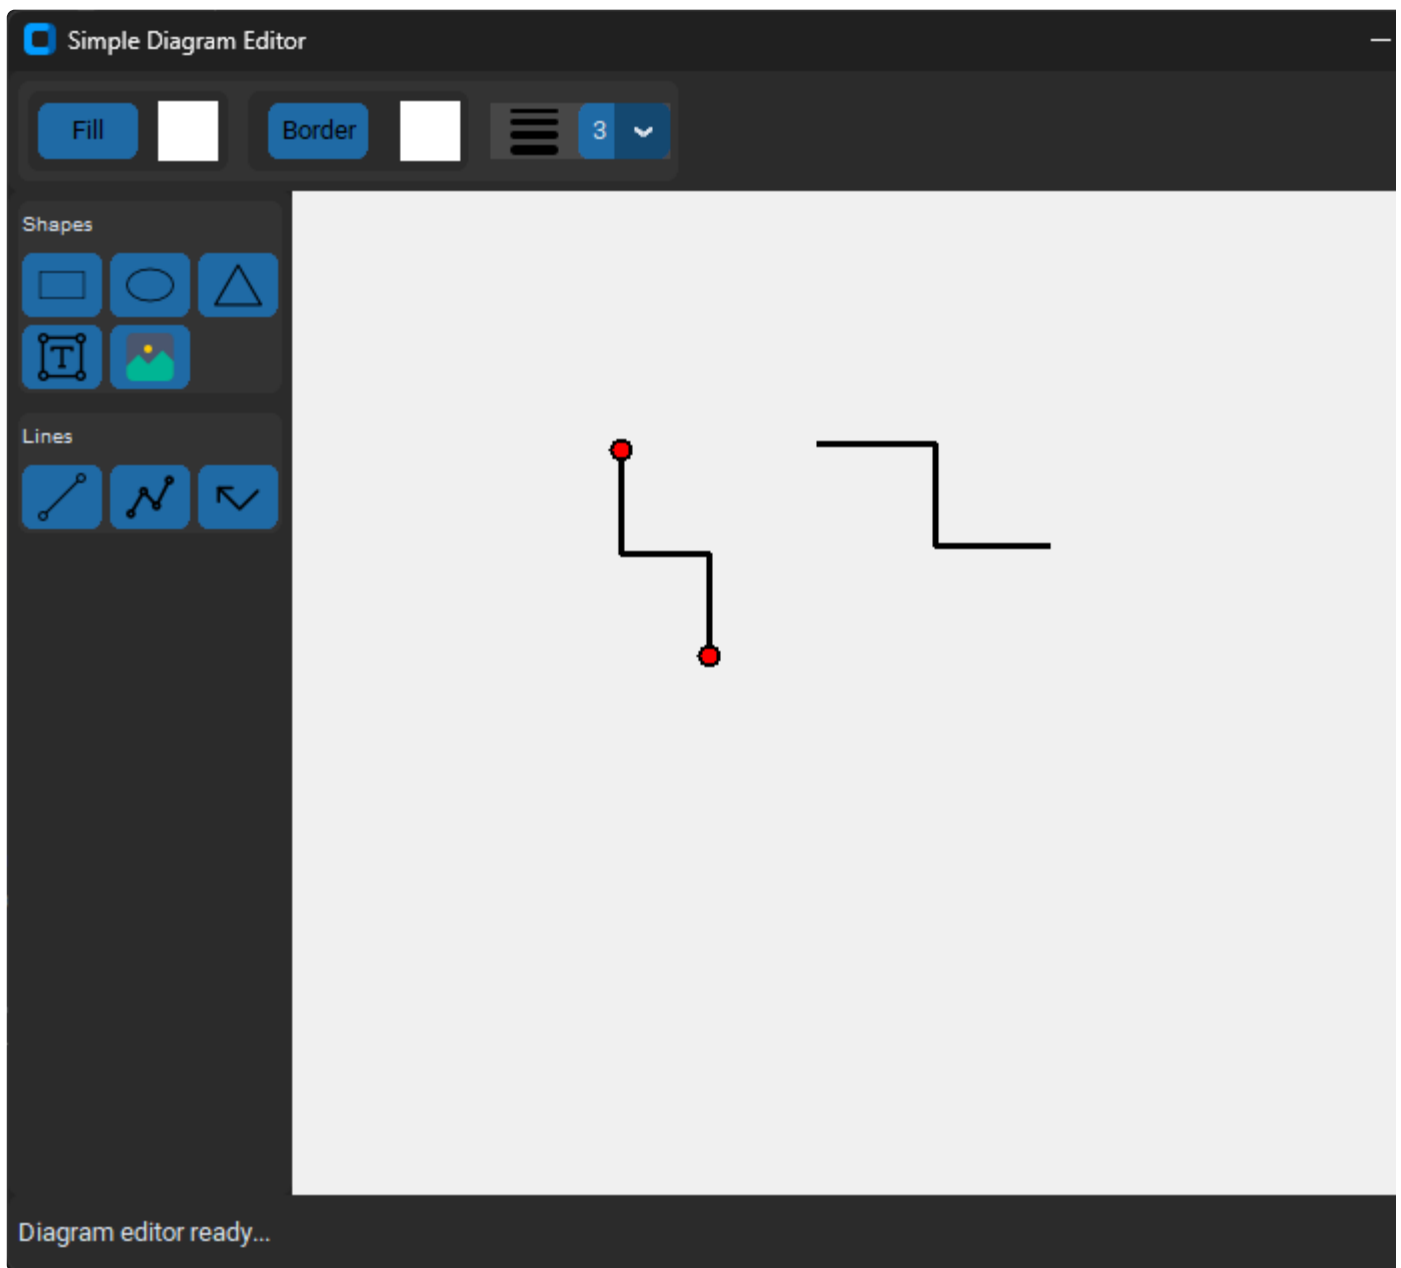 Simple Diagram Editor
Fill
Border
3
Shapes
T
Lines
Diagram editor ready...